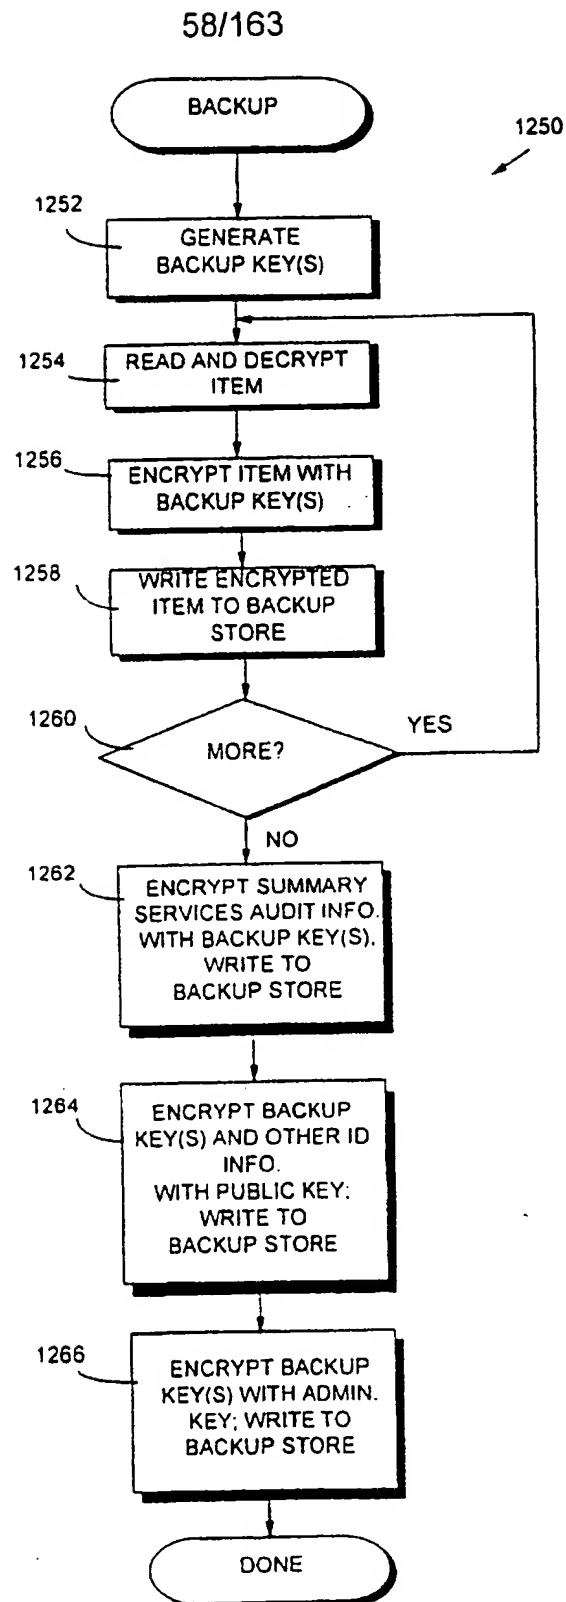 58/163
BACKUP
1250
1252
GENERATE
BACKUP KEY(S)
1254
READ AND DECRYPT
ITEM
1256
ENCRYPT ITEM WITH
BACKUP KEY(S)
1258
WRITE ENCRYPTED
ITEM TO BACKUP
STORE
1260
MORE?
YES
NO
1262
ENCRYPT SUMMARY
SERVICES AUDIT INFO.
WITH BACKUP KEY(S),
WRITE TO
BACKUP STORE
1264
ENCRYPT BACKUP
KEY(S) AND OTHER ID
INFO.
WITH PUBLIC KEY;
WRITE TO
BACKUP STORE
1266
ENCRYPT BACKUP
KEY(S) WITH ADMIN.
KEY; WRITE TO
BACKUP STORE
DONE